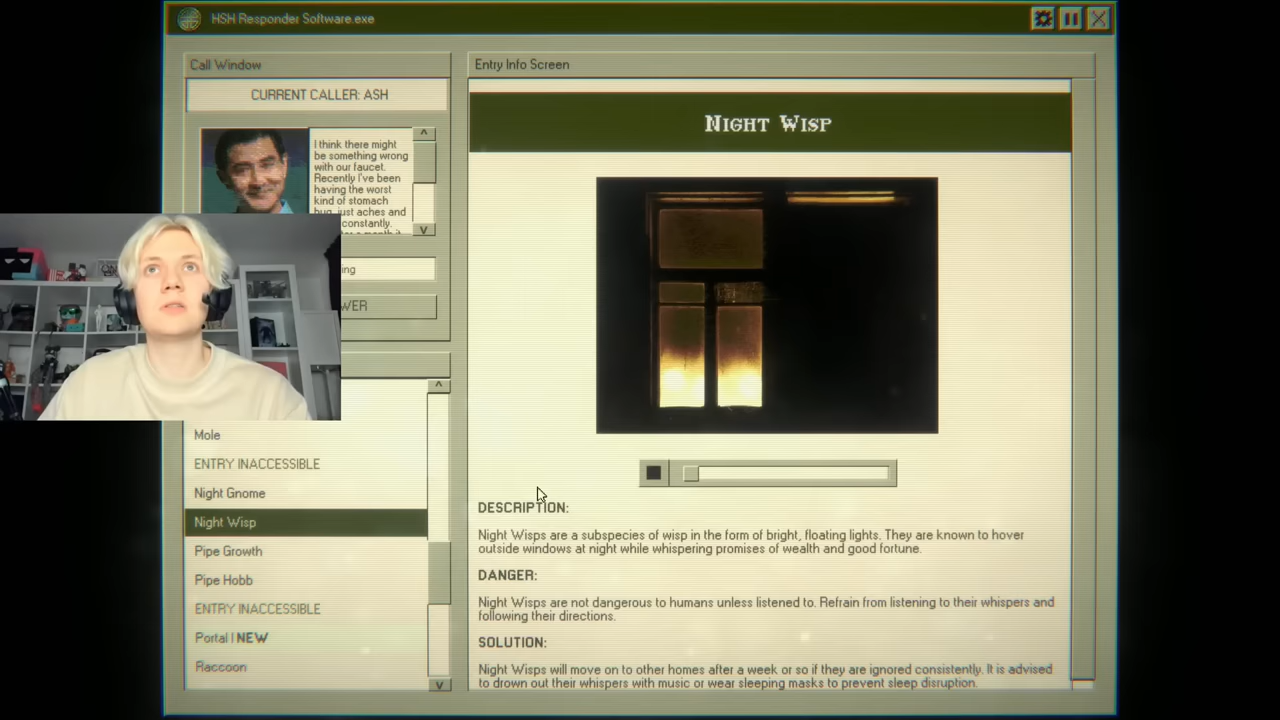 HSH Responder Software.exe
Call Window
CURRENT CALLER: ASH
I think there might
be something wrong
with our faucet.
Recently I've been
having the worst
kind of stomach
bug, just aches and
constantly.
Mole
ENTRY INACCESSIBLE
Night Gnome
Night Wisp
Pipe Growth
Pipe Hobb
ENTRY INACCESSIBLE
Portal | NEW
Raccoon
Entry Info Screen
NIGHT WISP
DESCRIPTION:
Night Wisps are a subspecies of wisp in the form of bright, floating lights. They are known to hover
outside windows at night while whispering promises of wealth and good fortune.
DANGER:
Night Wisps are not dangerous to humans unless listened to. Refrain from listening to their whispers and
following their directions.
SOLUTION:
Night Wisps will move on to other homes after a week or so if they are ignored consistently. It is advised
to drown out their whispers with music or wear sleeping masks to prevent sleep disruption.